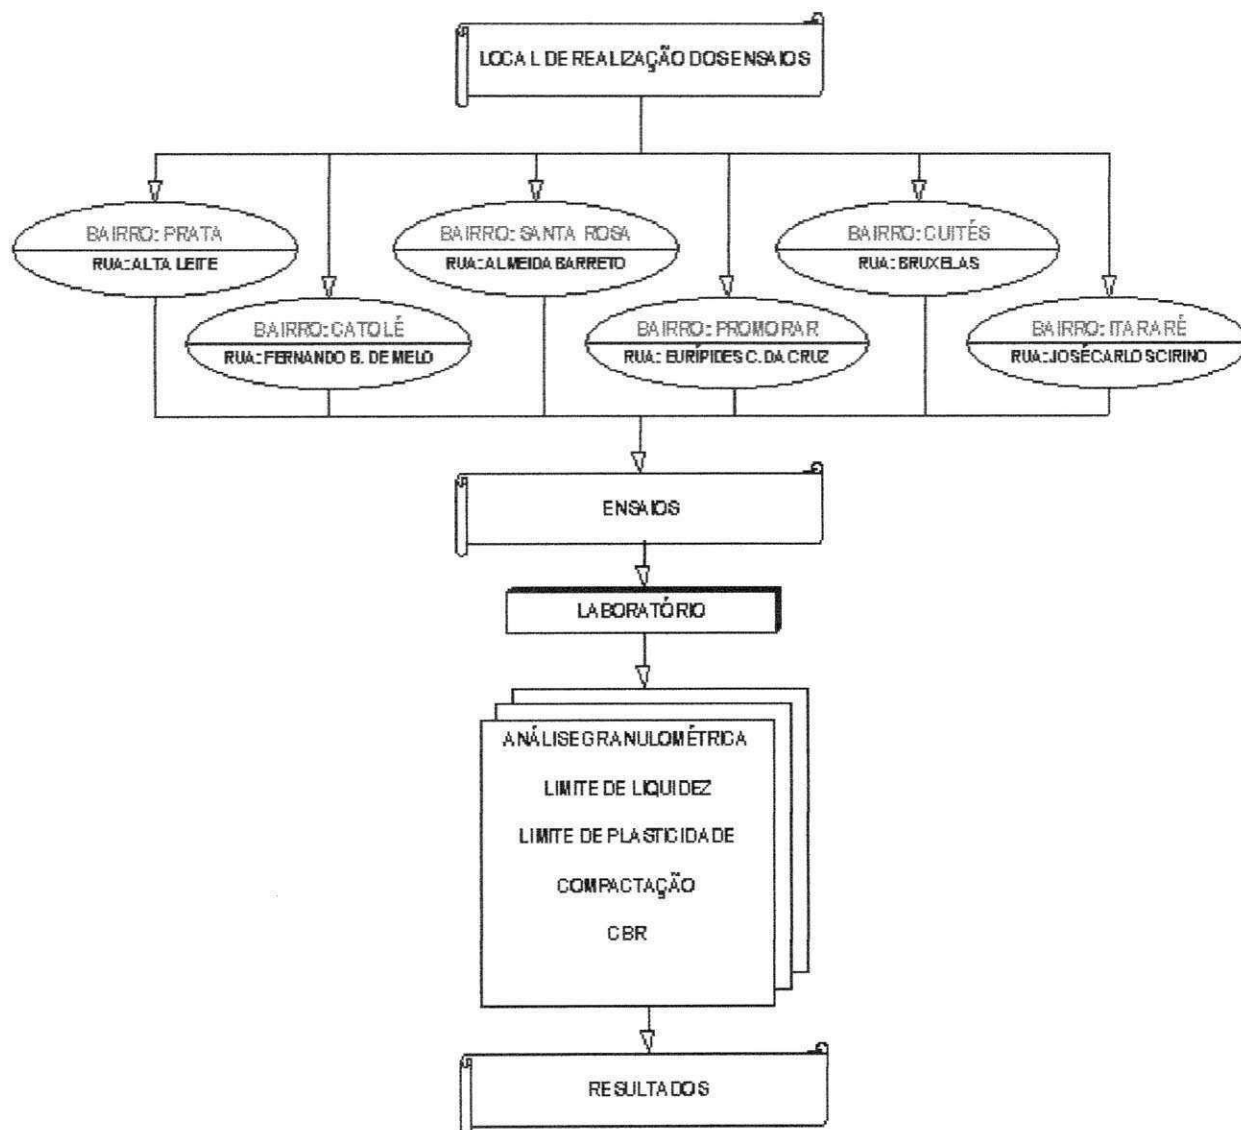 LOCAL DE REALIZAÇÃO DOS ENSAIOS
BAIRRO: PRATA
RUA: ALTA LEITE
BAIRRO: SANTA ROSA
RUA: ALMEIDA BARRETO
BAIRRO: CUITÉS
RUA: BRUXELAS
BAIRRO: CATOLÉ
RUA: FERNANDO B. DE MELO
BAIRRO: PROMORAR
RUA: EURÍPIDES C. DA CRUZ
BAIRRO: ITARARÉ
RUA: JOSÉ CARLO S CIRINO
ENSAIOS
LABORATÓRIO
ANÁLISE GRANULOMÉTRICA
LIMITE DE LIQUIDEZ
LIMITE DE PLASTICIDADE
COMPACTAÇÃO
CBR
RESULTADOS